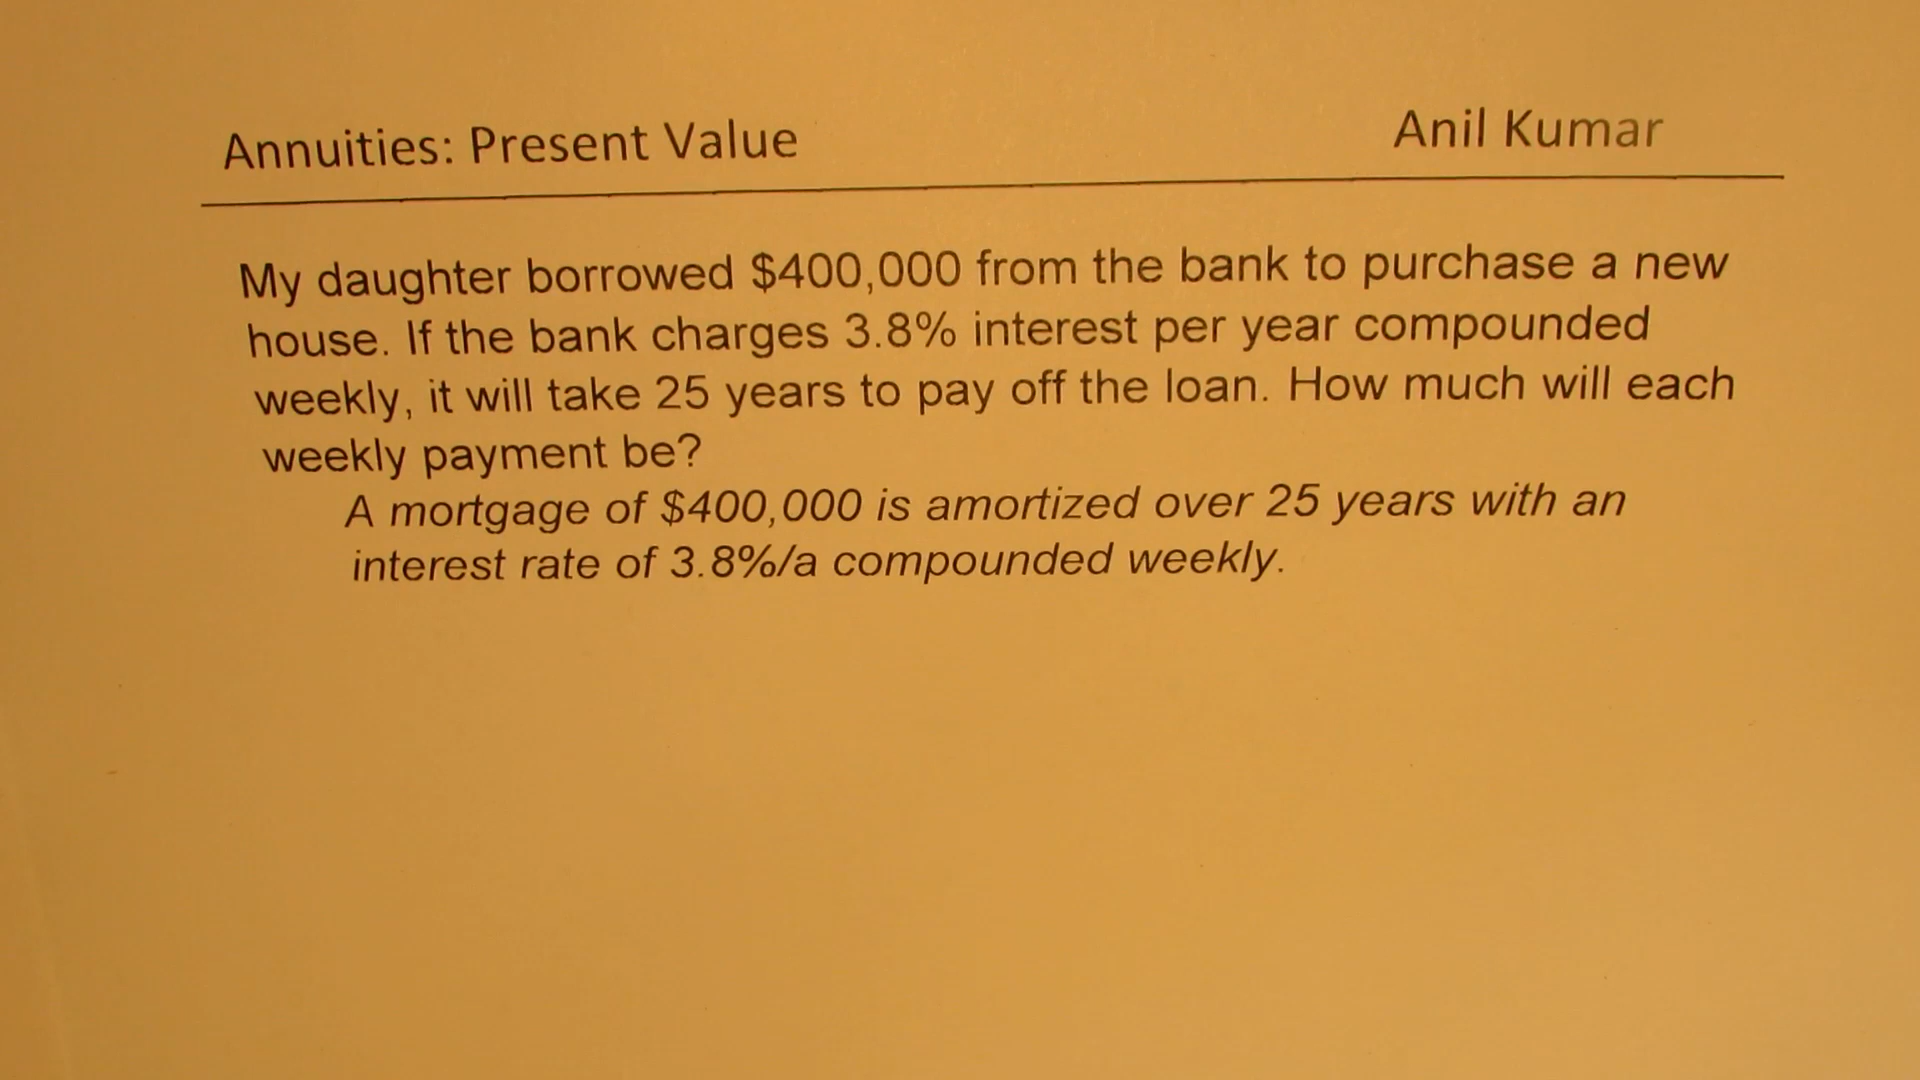 Annuities: Present Value
Anil Kumar
My daughter borrowed $400,000 from the bank to purchase a new
house. If the bank charges 3.8% interest per year compounded
weekly, it will take 25 years to pay off the loan. How much will each
weekly payment be?
A mortgage of $400,000 is amortized over 25 years with an
interest rate of 3.8%/a compounded weekly.